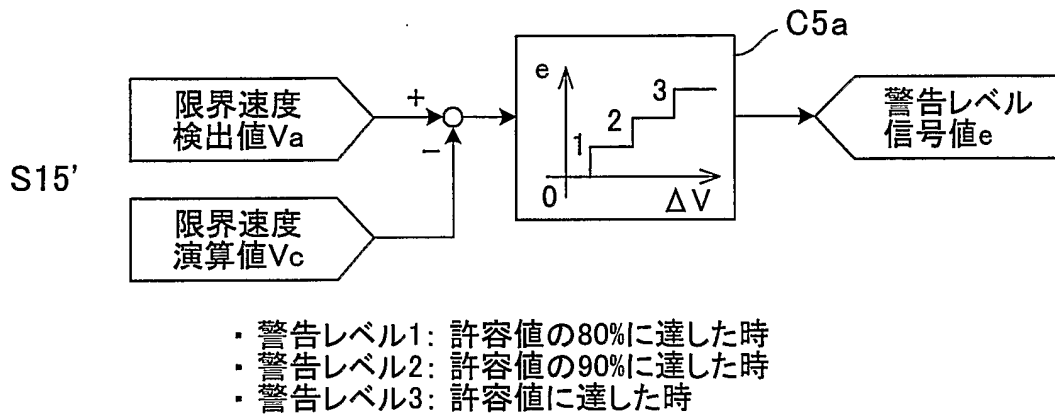 C5a
限界速度
検出値Va
+
e
1
2
3
0
ΔV
警告レベル
信号値e
S15'
−
限界速度
演算値Vc
・警告レベル1: 許容値の80%に達した時
・警告レベル2: 許容値の90%に達した時
・警告レベル3: 許容値に達した時